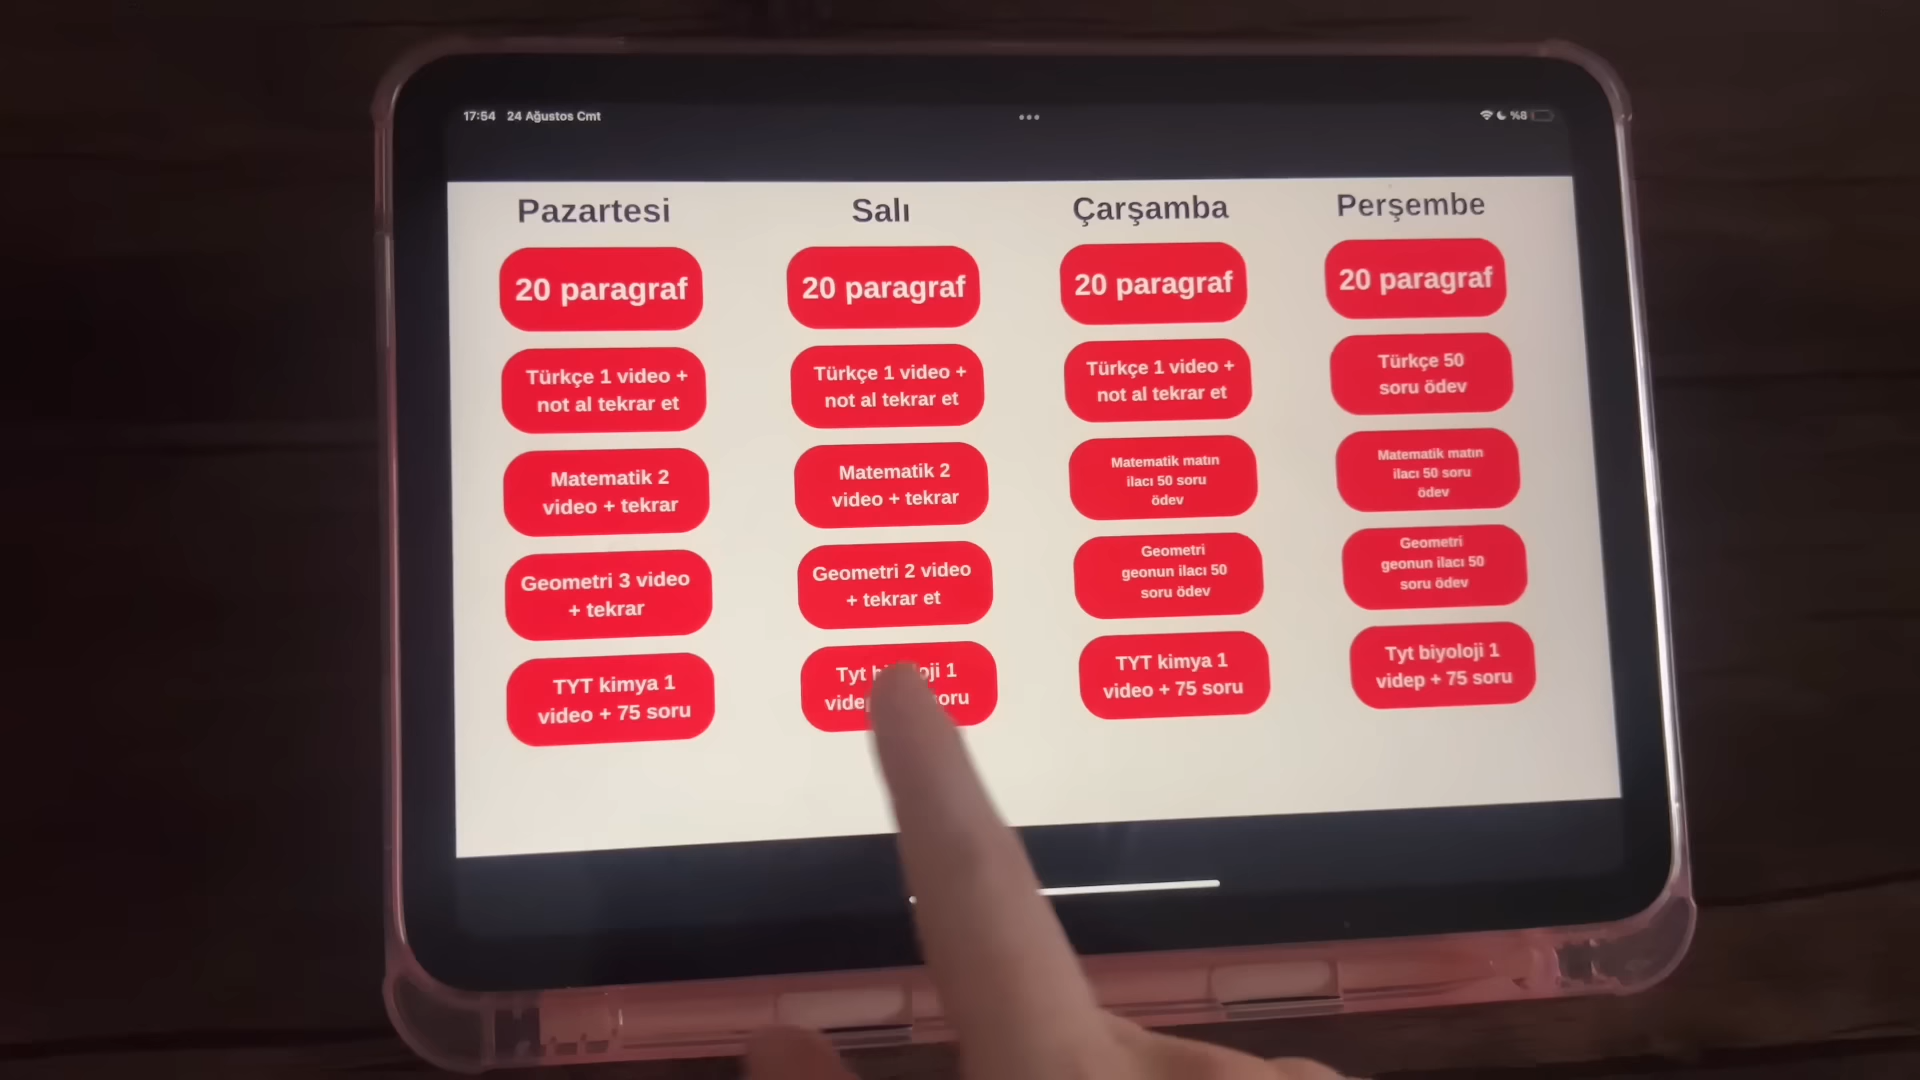 17:54 24 Ağustos Cmt
%8
Pazartesi
20 paragraf
Türkçe 1 video +
not al tekrar et
Matematik 2
video + tekrar
Geometri 3 video
+ tekrar
TYT kimya 1
video + 75 soru
Salı
20 paragraf
Türkçe 1 video +
not al tekrar et
Matematik 2
video + tekrar
Geometri 2 video
+ tekrar et
Tyt 1
Çarşamba
20 paragraf
Türkçe 1 video +
not al tekrar et
Matematik matın
ilacı 50 soru
ödev
Geometri
geonun ilacı 50
soru ödev
TYT kimya 1
video + 75 soru
Perşembe
20 paragraf
Türkçe 50
soru ödev
Matematik matın
ilacı 50 soru
ödev
Geometri
geonun ilacı 50
soru ödev
Tyt biyoloji 1
videp + 75 soru